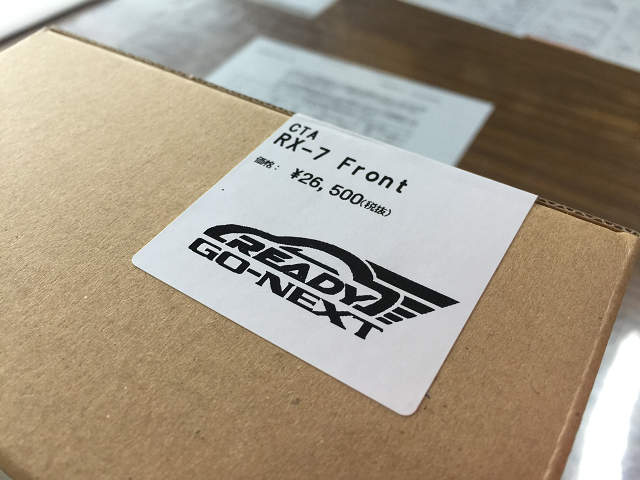 CTA
RX-7 Front
価格： ¥26,500(税抜)
READY
GO-NEXT